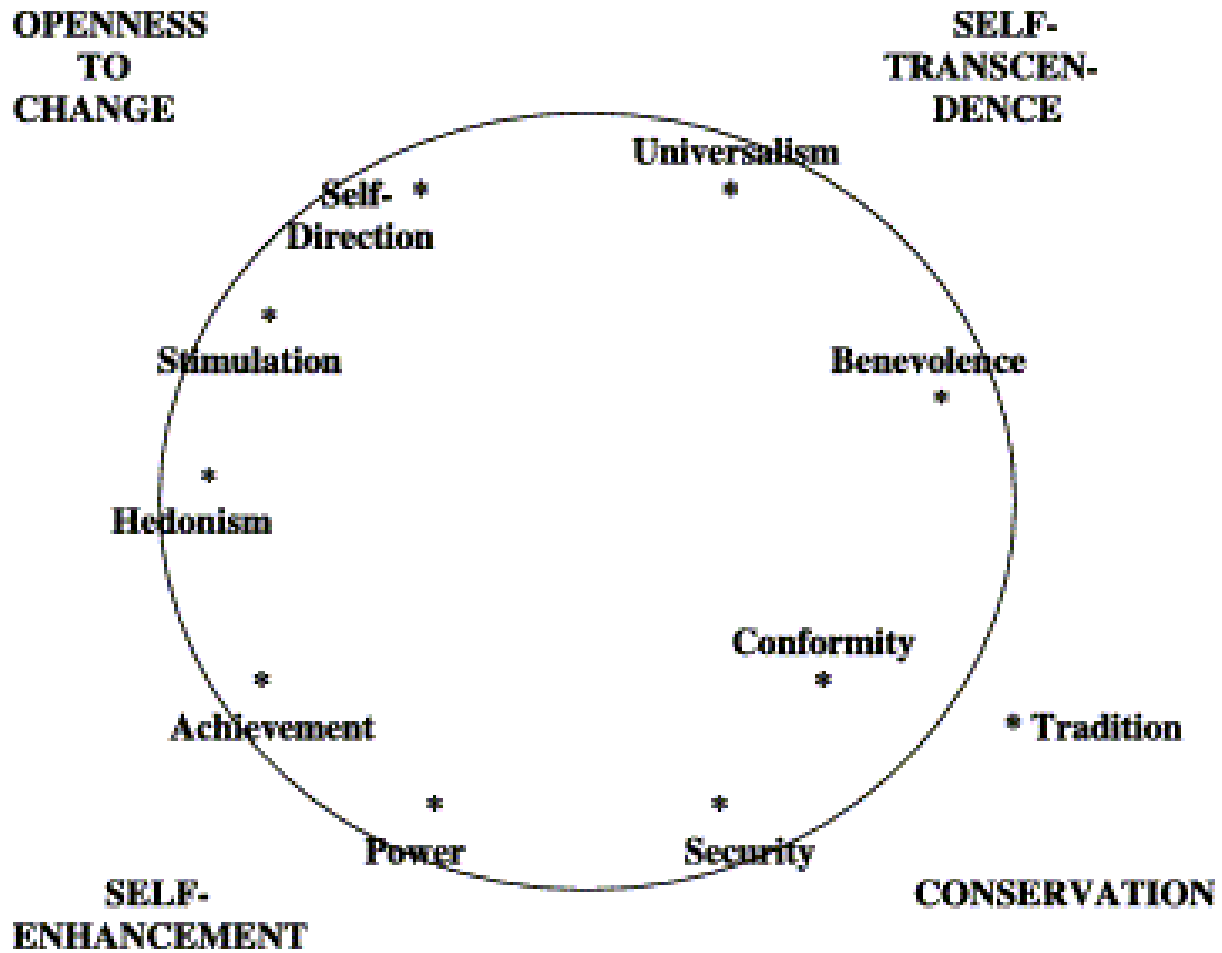 OPENNESS
TO
CHANGE
SELF-
TRANSCEN-
DENCE
Universalism
*
Self- *
Direction
*
Stimulation
Benevolence
*
*
Hedonism
Conformity
*
*
Achievement
* Tradition
*
Power
*
Security
SELF-
ENHANCEMENT
CONSERVATION